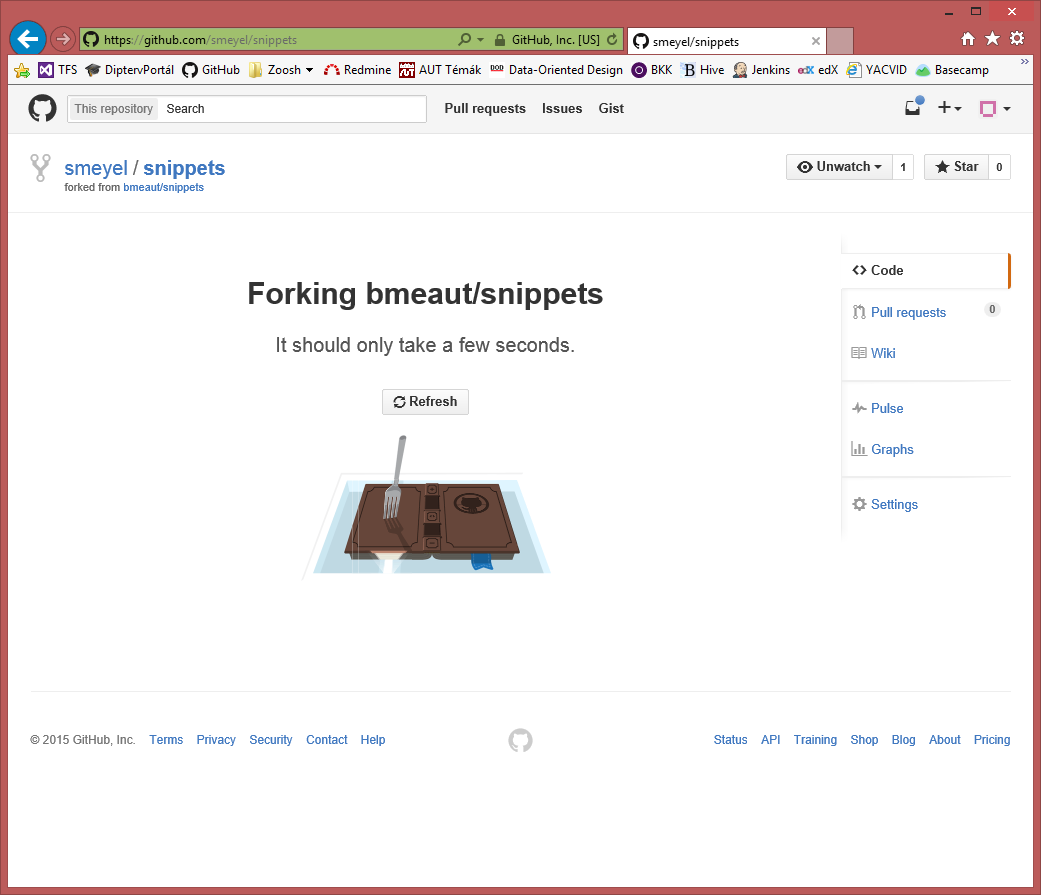 https://github.com/smeyel/snippets GitHub, Inc. [US] smeyel/snippets
TFS DiptervPortál GitHub Zoosh Redmine AUT Témák Data-Oriented Design BKK Hive Jenkins edX YACVID Basecamp
This repository Search Pull requests Issues Gist
smeyel / snippets Unwatch 1 Star 0
forked from bmeaut/snippets
Code
Forking bmeaut/snippets
Pull requests 0
It should only take a few seconds.
Wiki
Refresh
Pulse
Graphs
Settings
© 2015 GitHub, Inc. Terms Privacy Security Contact Help Status API Training Shop Blog About Pricing